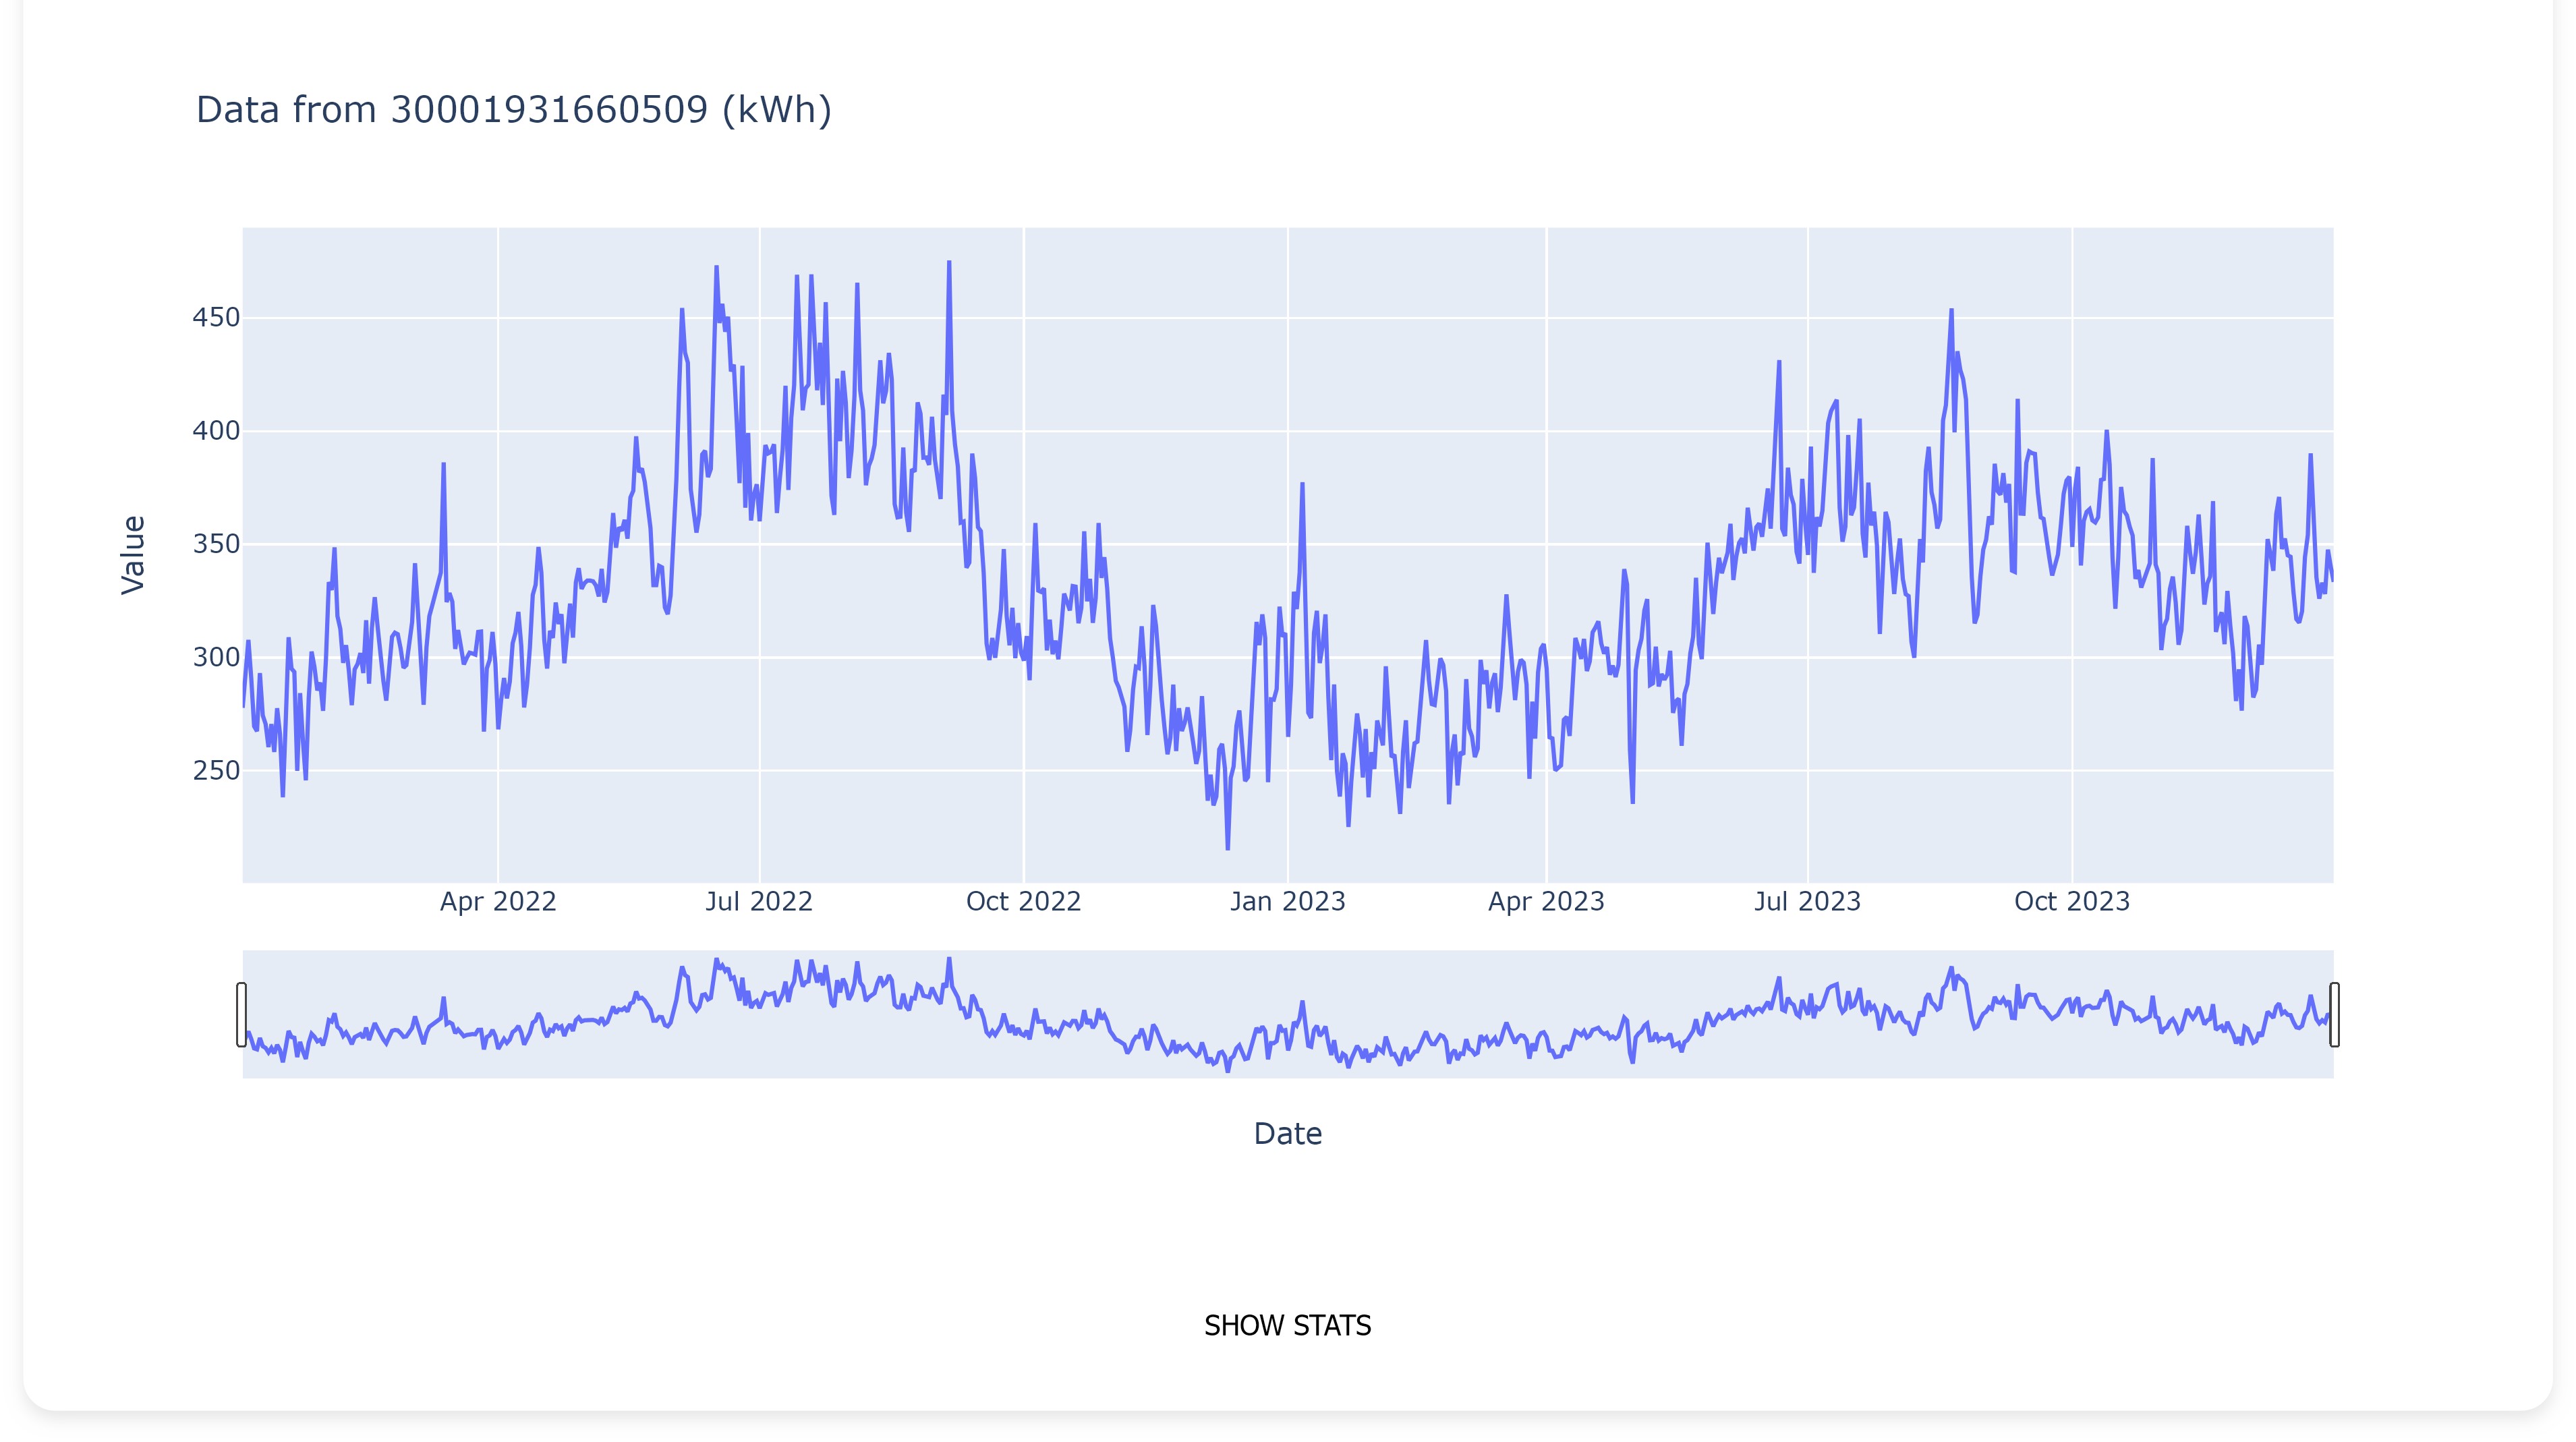 Data from 30001931660509 (kWh)
450
400
350
300
250
Value
Apr 2022
Jul 2022
Oct 2022
Jan 2023
Apr 2023
Jul 2023
Oct 2023
Date
SHOW STATS